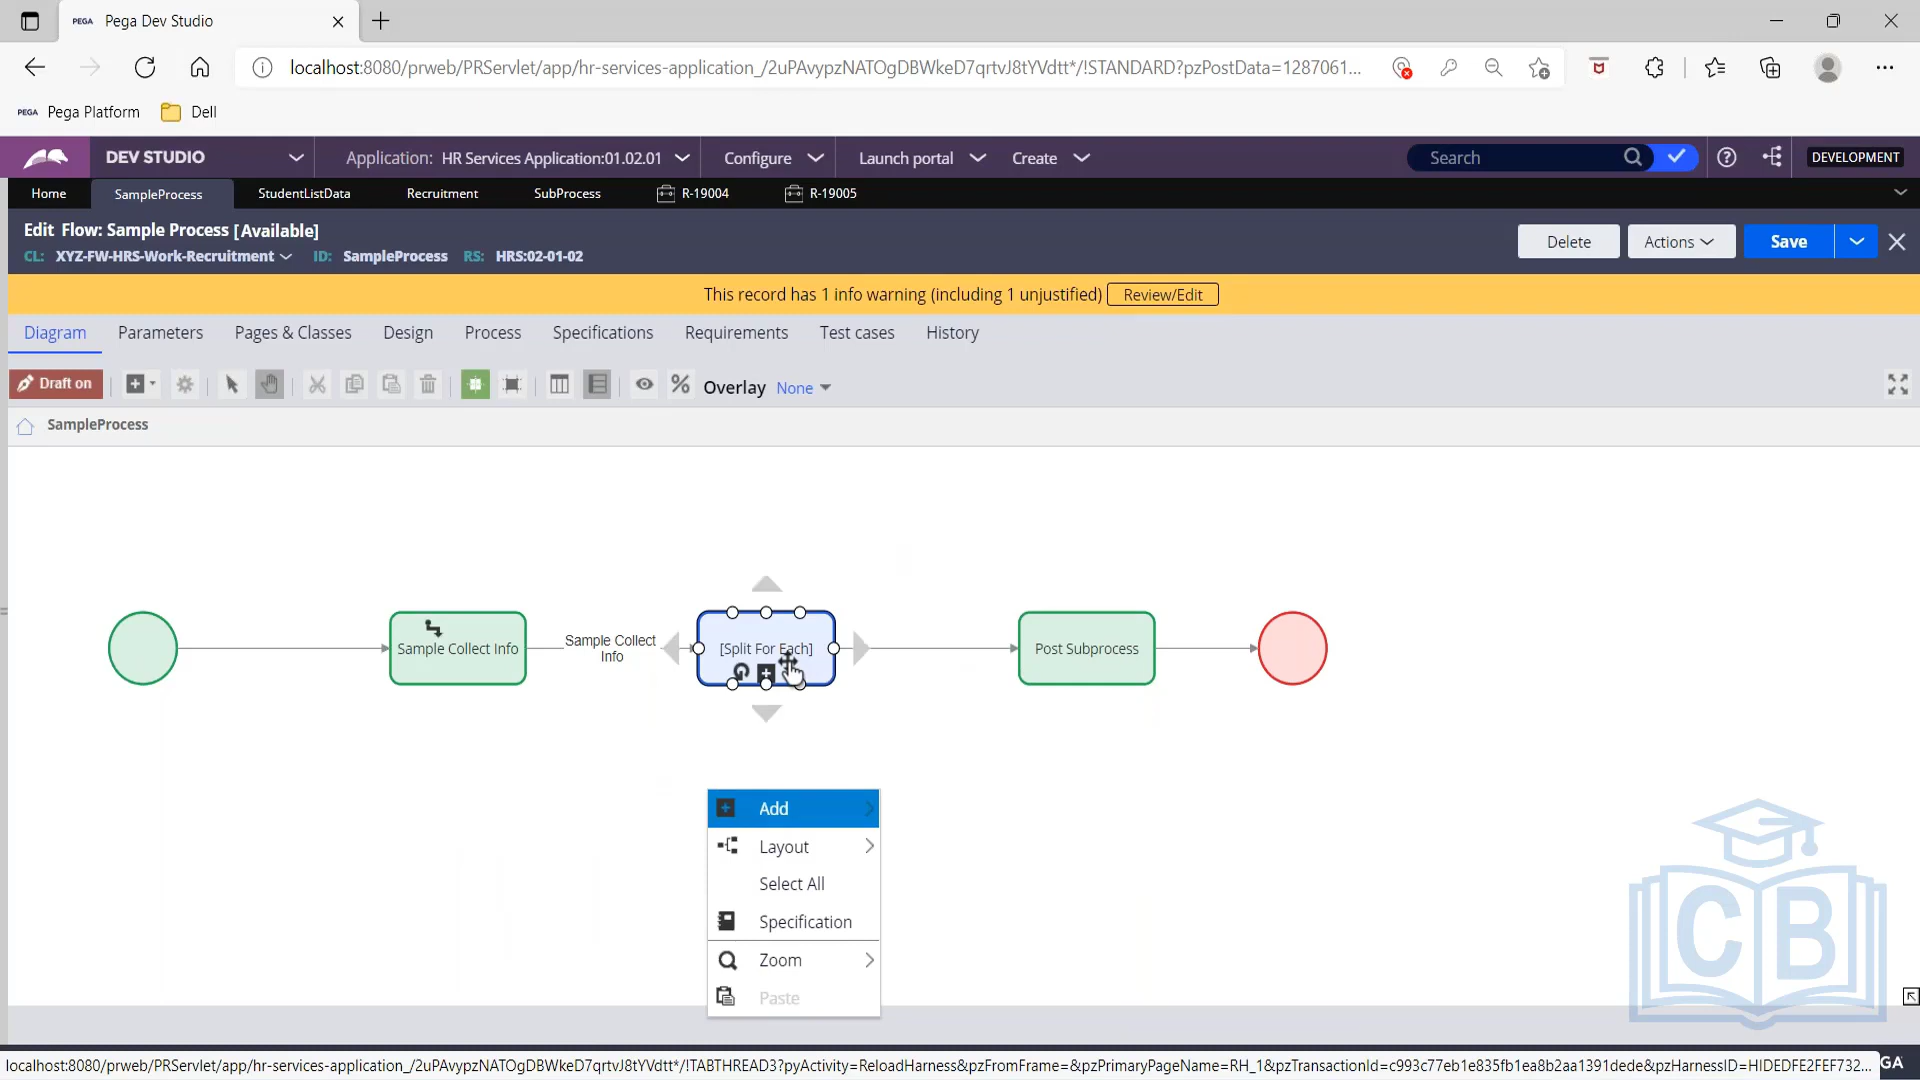 PEGA Pega Dev Studio
localhost:8080/prweb/PRServlet/app/hr-services-application_/2uPAvypzNATOgDBWkeD7qrtvJ8tYVdtt*/!STANDARD?pzPostData=1287061...
PEGA Pega Platform Dell
DEV STUDIO Application: HR Services Application:01.02.01 Configure Launch portal Create Search DEVELOPMENT
Home SampleProcess StudentListData Recruitment SubProcess R-19004 R-19005
Edit Flow: Sample Process [Available] Delete Actions Save
CL: XYZ-FW-HRS-Work-Recruitment ID: SampleProcess RS: HRS:02-01-02
This record has 1 info warning (including 1 unjustified) Review/Edit
Diagram Parameters Pages & Classes Design Process Specifications Requirements Test cases History
Draft on Overlay None
SampleProcess
Sample Collect Info
Sample Collect
Info
[Split For Each]
Post Subprocess
Add
Layout
Select All
Specification
Zoom
Paste
CB
localhost:8080/prweb/PRServlet/app/hr-services-application_/2uPAvypzNATOgDBWkeD7qrtvJ8tYVdtt*/!TABTHREAD3?pyActivity=ReloadHarness&pzFromFrame=&pzPrimaryPageName=RH_1&pzTransactionId=c993c77eb1e835fb1ea8b2aa1391dede&pzHarnessID=HIDEDFE2FEF732... GA